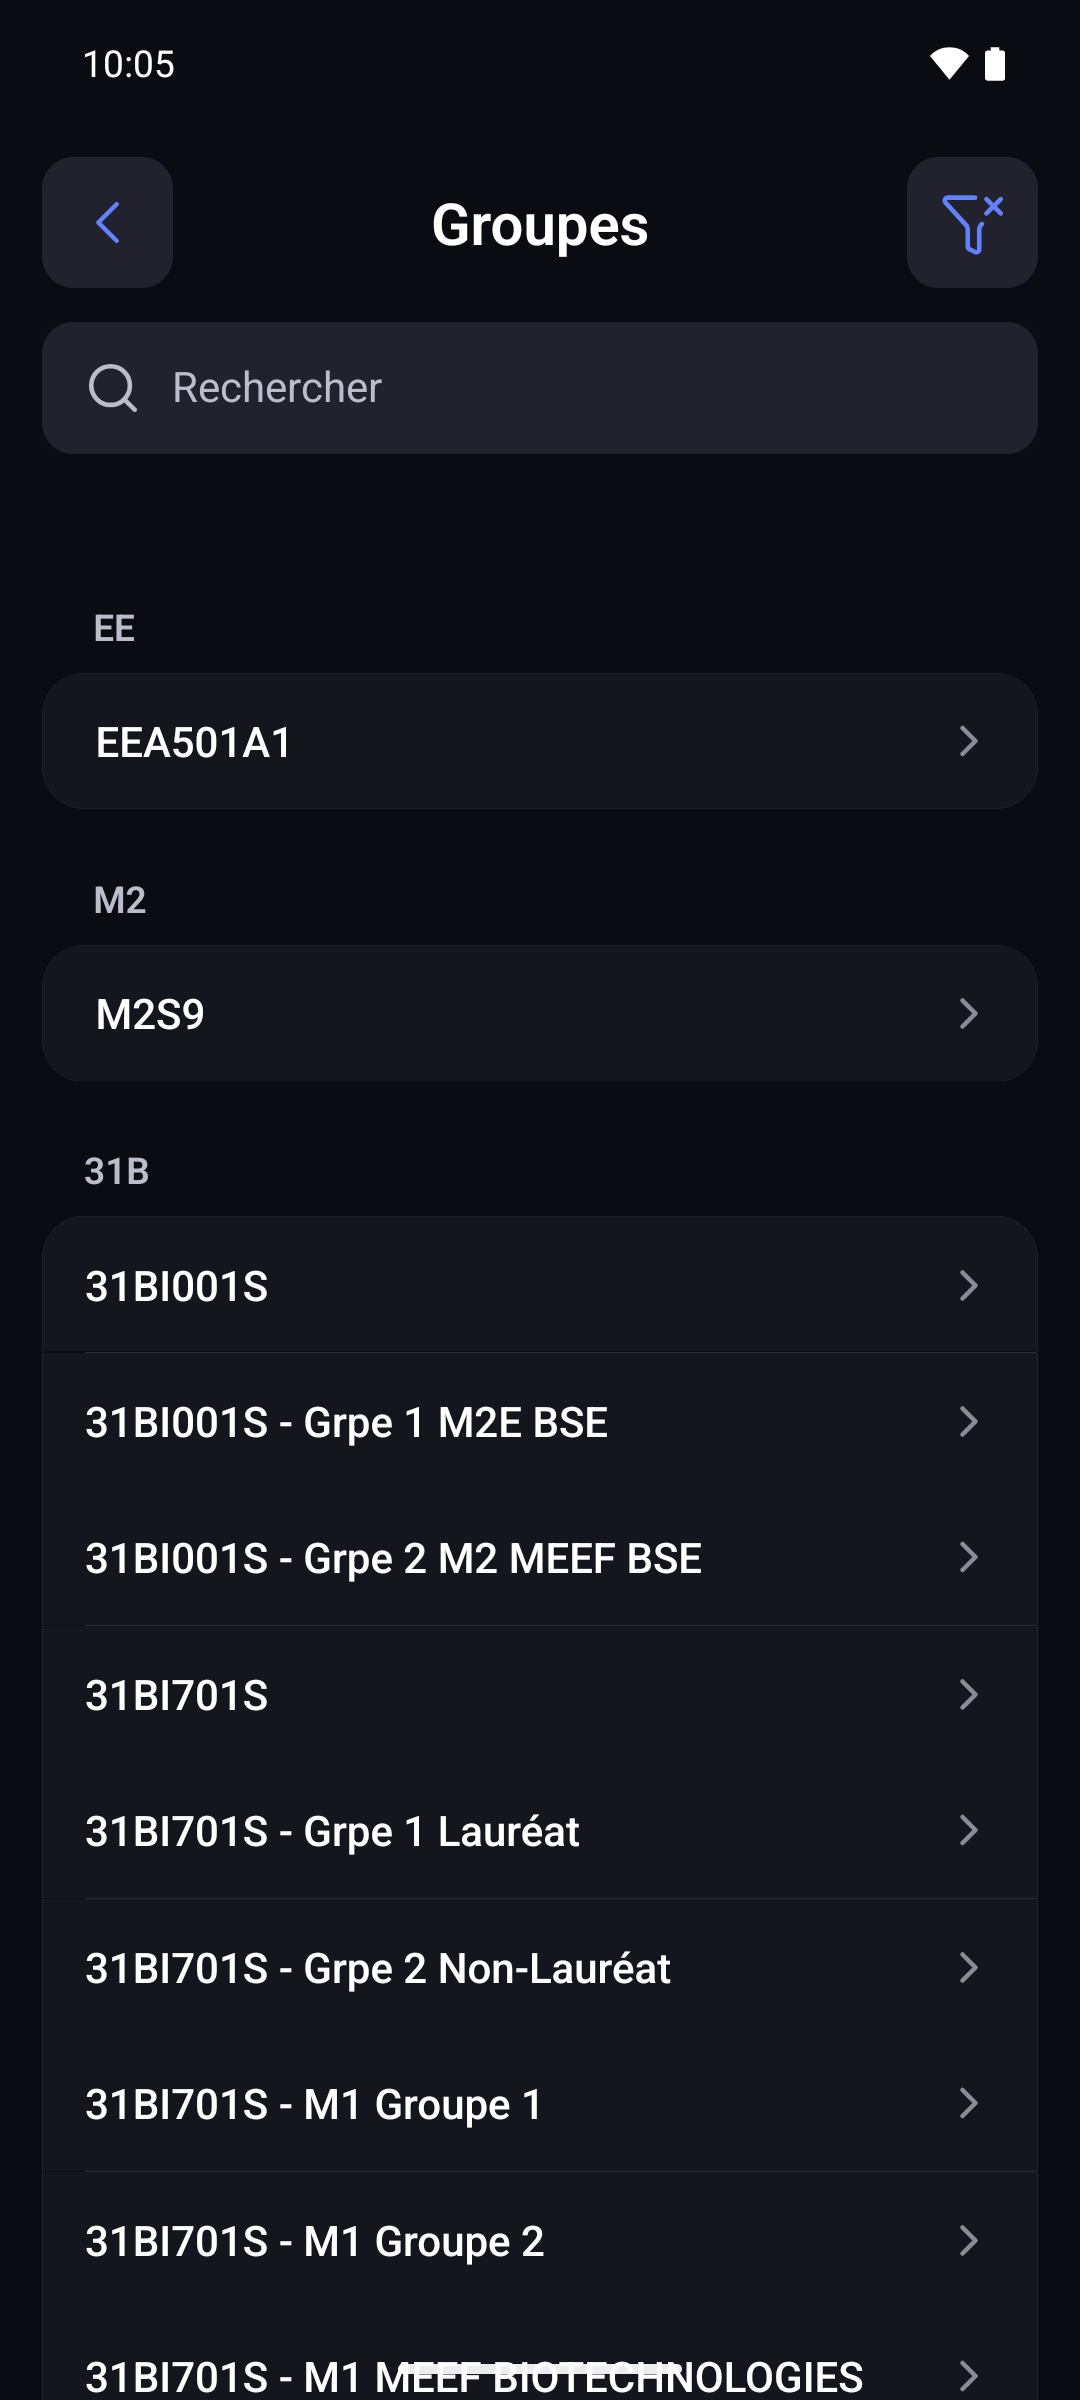 10:05
Groupes
Rechercher
EE
EEA501A1
M2
M2S9
31B
31BI001S
31BI001S - Grpe 1 M2E BSE
31BI001S - Grpe 2 M2 MEEF BSE
31BI701S
31BI701S - Grpe 1 Lauréat
31BI701S - Grpe 2 Non-Lauréat
31BI701S - M1 Groupe 1
31BI701S - M1 Groupe 2
31BI701S - M1 MEEF BIOTECHNOLOGIES